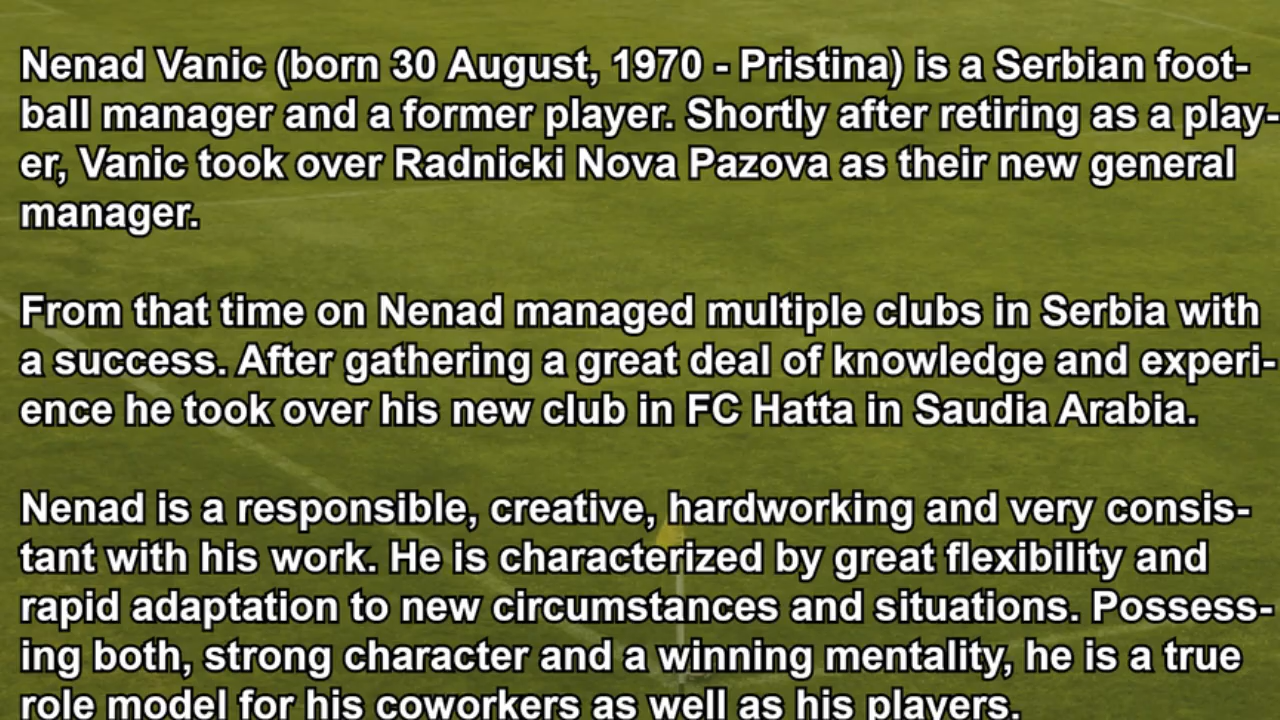 Nenad Vanic (born 30 August, 1970 - Pristina) is a Serbian foot-
ball manager and a former player. Shortly after retiring as a play-
er, Vanic took over Radnicki Nova Pazova as their new general
manager.
From that time on Nenad managed multiple clubs in Serbia with
a success. After gathering a great deal of knowledge and experi-
ence he took over his new club in FC Hatta in Saudia Arabia.
Nenad is a responsible, creative, hardworking and very consis-
tant with his work. He is characterized by great flexibility and
rapid adaptation to new circumstances and situations. Possess-
ing both, strong character and a winning mentality, he is a true
role model for his coworkers as well as his players.